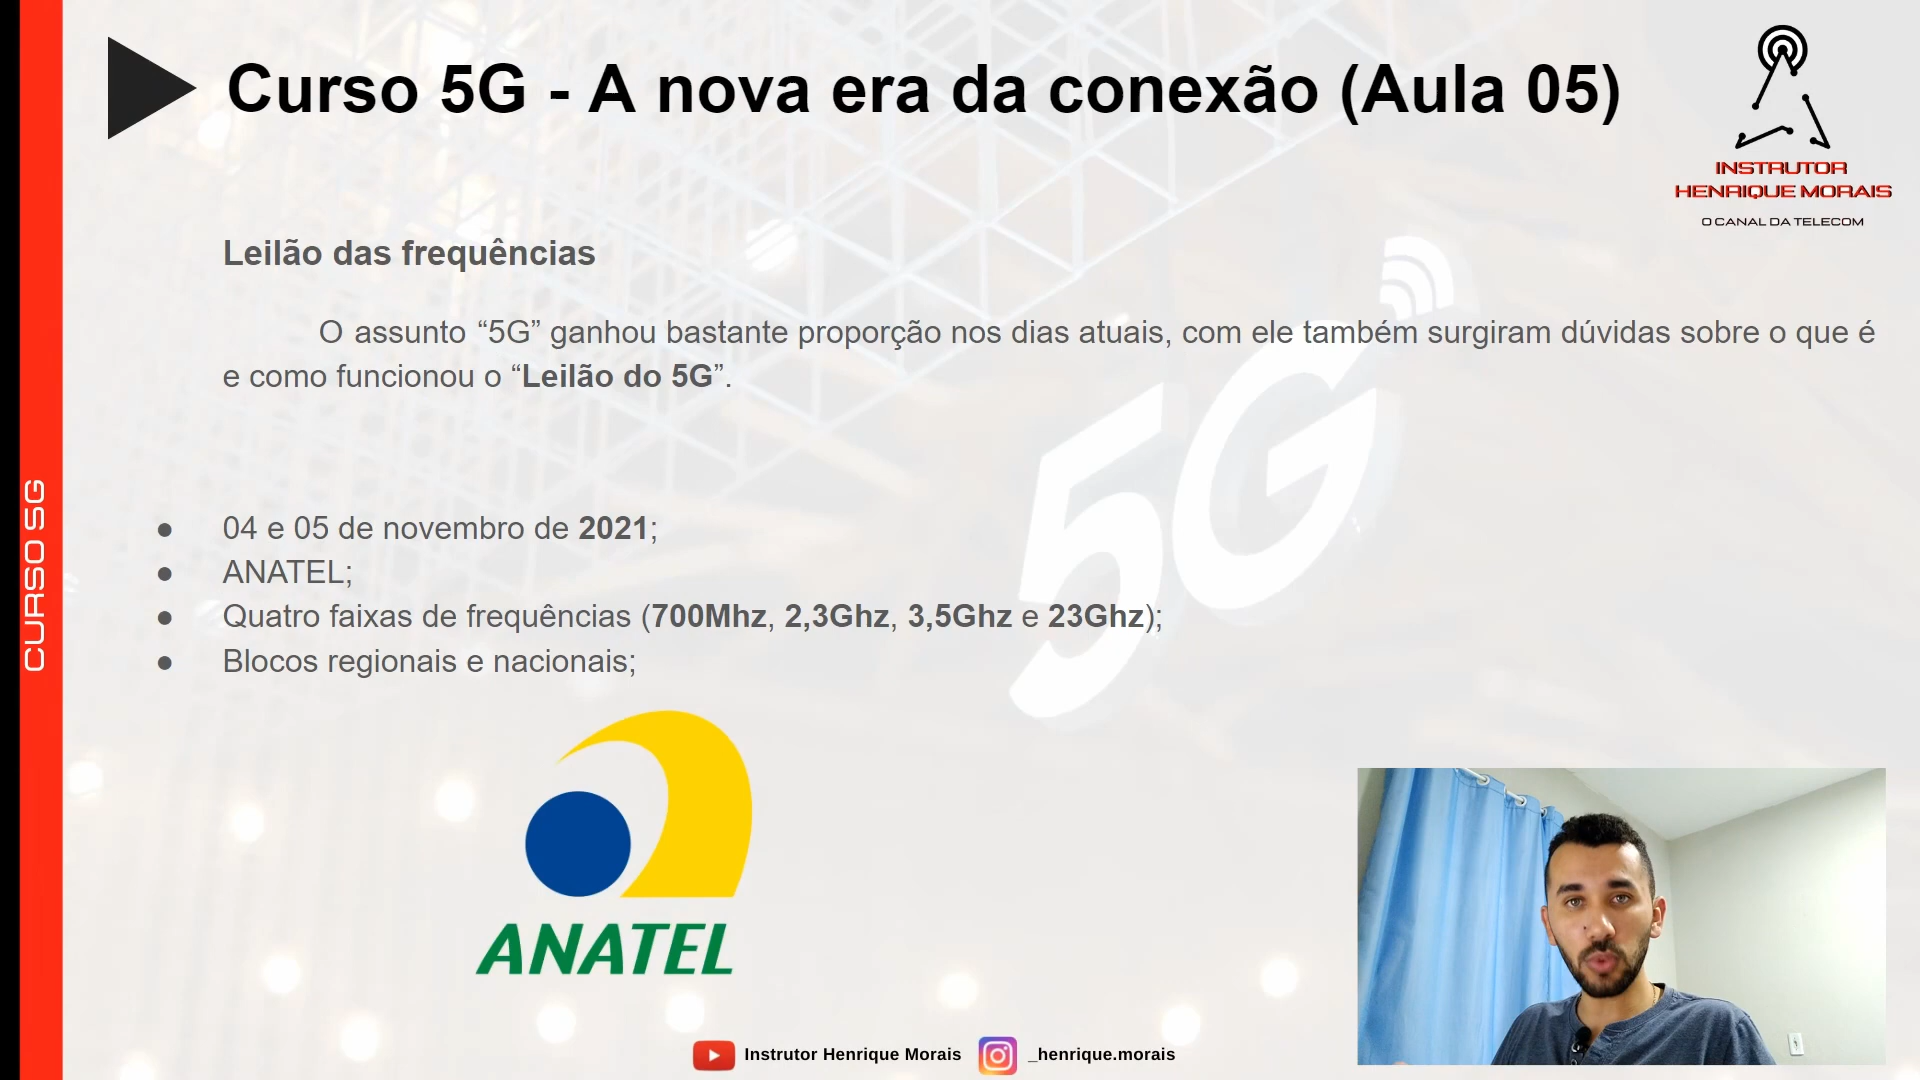 Curso 5G - A nova era da conexão (Aula 05)
INSTRUTOR
HENRIQUE MORAIS
O CANAL DA TELECOM
Leilão das frequências
O assunto “5G” ganhou bastante proporção nos dias atuais, com ele também surgiram dúvidas sobre o que é
e como funcionou o “Leilão do 5G”.
5G
● 04 e 05 de novembro de 2021;
● ANATEL;
● Quatro faixas de frequências (700Mhz, 2,3Ghz, 3,5Ghz e 23Ghz);
● Blocos regionais e nacionais;
CURSO 5G
ANATEL
Instrutor Henrique Morais
_henrique.morais